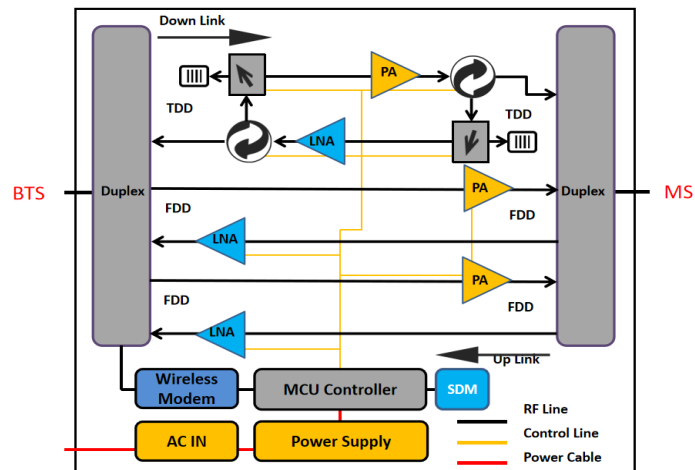 Down Link
PA
TDD
TDD
LNA
BTS
Duplex
PA
Duplex
MS
FDD
FDD
LNA
FDD
PA
FDD
LNA
Up Link
Wireless
Modem
MCU Controller
SDM
AC IN
Power Supply
RF Line
Control Line
Power Cable